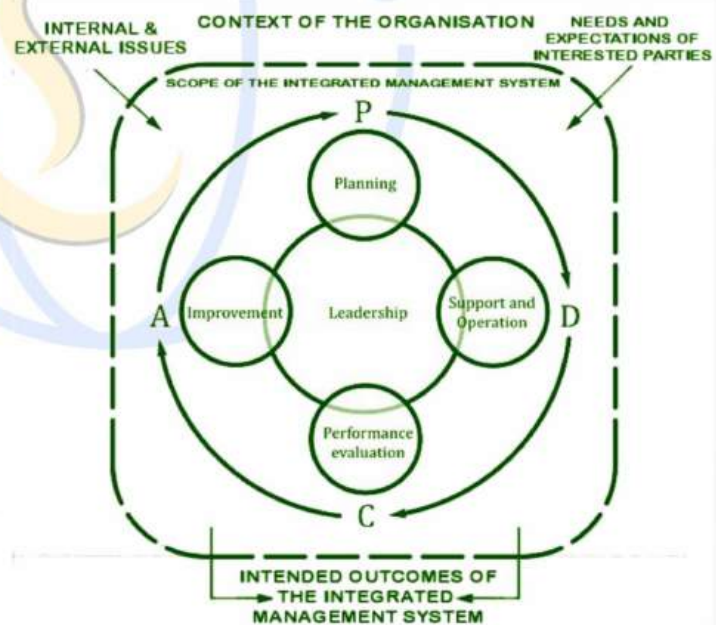 CONTEXT OF THE ORGANISATION
INTERNAL &
EXTERNAL ISSUES
NEEDS AND
EXPECTATIONS OF
INTERESTED PARTIES
SCOPE OF THE INTEGRATED MANAGEMENT SYSTEM
P
Planning
A
Improvement
Leadership
Support and
Operation
D
Performance
evaluation
C
INTENDED OUTCOMES OF
THE INTEGRATED
MANAGEMENT SYSTEM